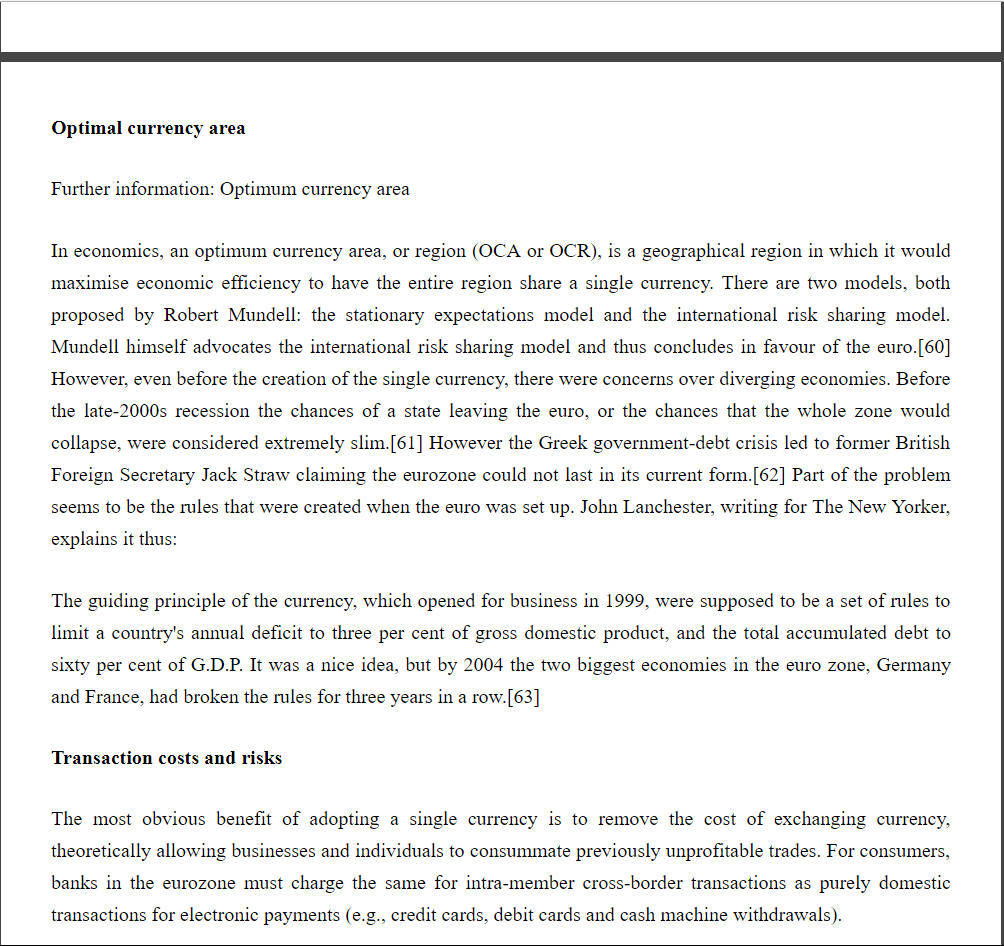 Optimal currency area
Further information: Optimum currency area
In economics, an optimum currency area, or region (OCA or OCR), is a geographical region in which it would
maximise economic efficiency to have the entire region share a single currency. There are two models, both
proposed by Robert Mundell: the stationary expectations model and the international risk sharing model.
Mundell himself advocates the international risk sharing model and thus concludes in favour of the euro.[60]
However, even before the creation of the single currency, there were concerns over diverging economies. Before
the late-2000s recession the chances of a state leaving the euro, or the chances that the whole zone would
collapse, were considered extremely slim.[61] However the Greek government-debt crisis led to former British
Foreign Secretary Jack Straw claiming the eurozone could not last in its current form.[62] Part of the problem
seems to be the rules that were created when the euro was set up. John Lanchester, writing for The New Yorker,
explains it thus:
The guiding principle of the currency, which opened for business in 1999, were supposed to be a set of rules to
limit a country's annual deficit to three per cent of gross domestic product, and the total accumulated debt to
sixty per cent of G.D.P. It was a nice idea, but by 2004 the two biggest economies in the euro zone, Germany
and France, had broken the rules for three years in a row.[63]
Transaction costs and risks
The most obvious benefit of adopting a single currency is to remove the cost of exchanging currency,
theoretically allowing businesses and individuals to consummate previously unprofitable trades. For consumers,
banks in the eurozone must charge the same for intra-member cross-border transactions as purely domestic
transactions for electronic payments (e.g., credit cards, debit cards and cash machine withdrawals).